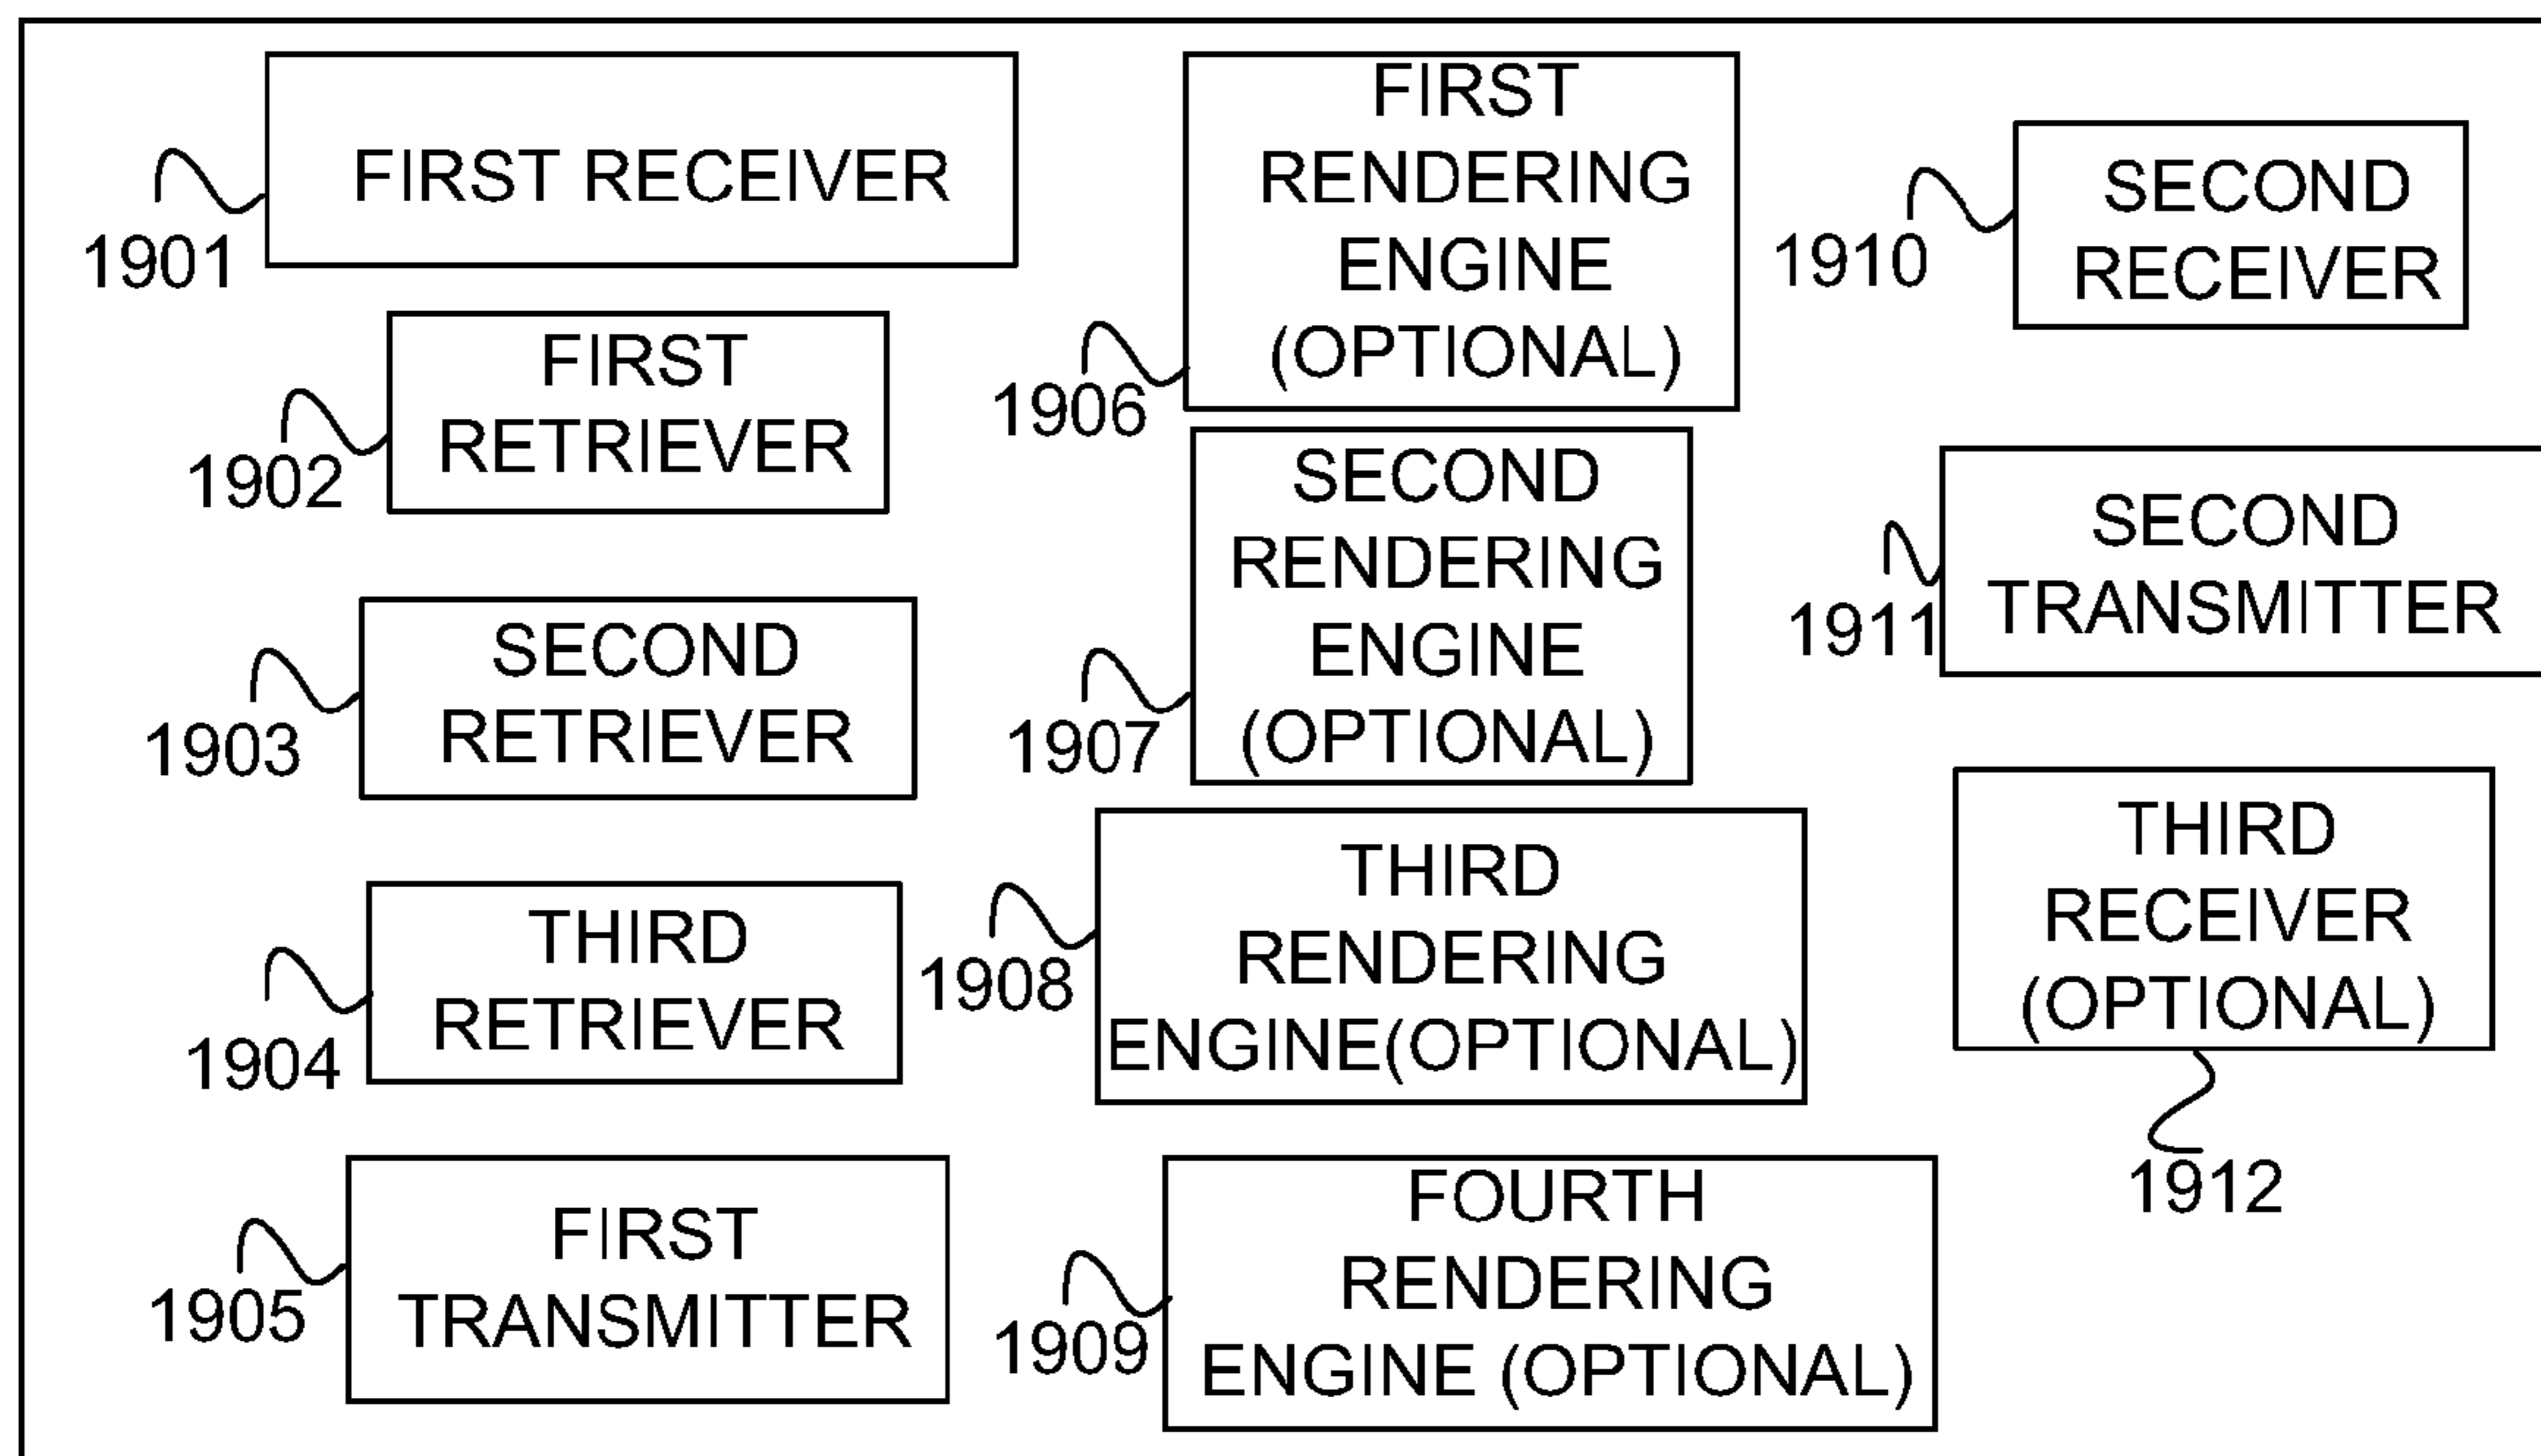 FIRST RECEIVER
1901
FIRST
RETRIEVER
1902
SECOND
RETRIEVER
1903
THIRD
RETRIEVER
1904
FIRST
TRANSMITTER
1905
FIRST
RENDERING
ENGINE
(OPTIONAL)
1906
SECOND
RENDERING
ENGINE
(OPTIONAL)
1907
THIRD
RENDERING
ENGINE(OPTIONAL)
1908
FOURTH
RENDERING
ENGINE (OPTIONAL)
1909
SECOND
RECEIVER
1910
SECOND
TRANSMITTER
1911
THIRD
RECEIVER
(OPTIONAL)
1912